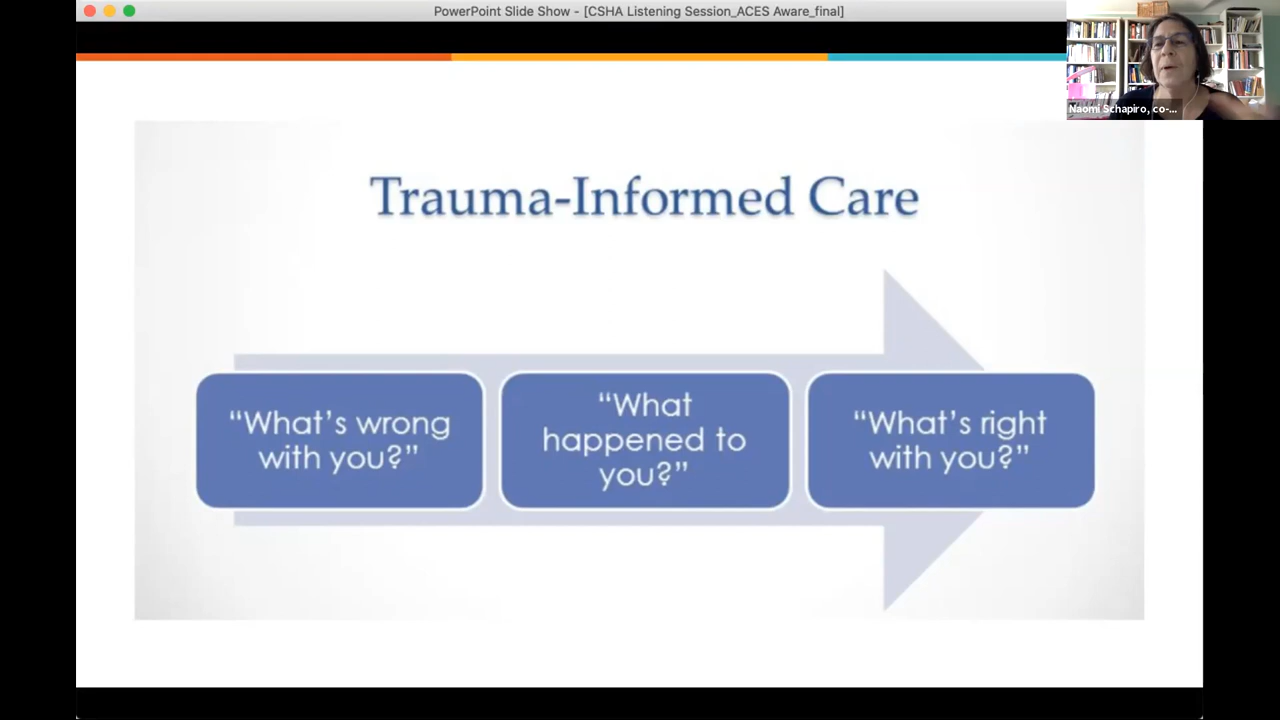 PowerPoint Slide Show - [CSHA Listening Session_ACES Aware_final]
Naomi Schapiro, co-...
Trauma-Informed Care
“What’s wrong
with you?”
“What
happened to
you?”
“What’s right
with you?”